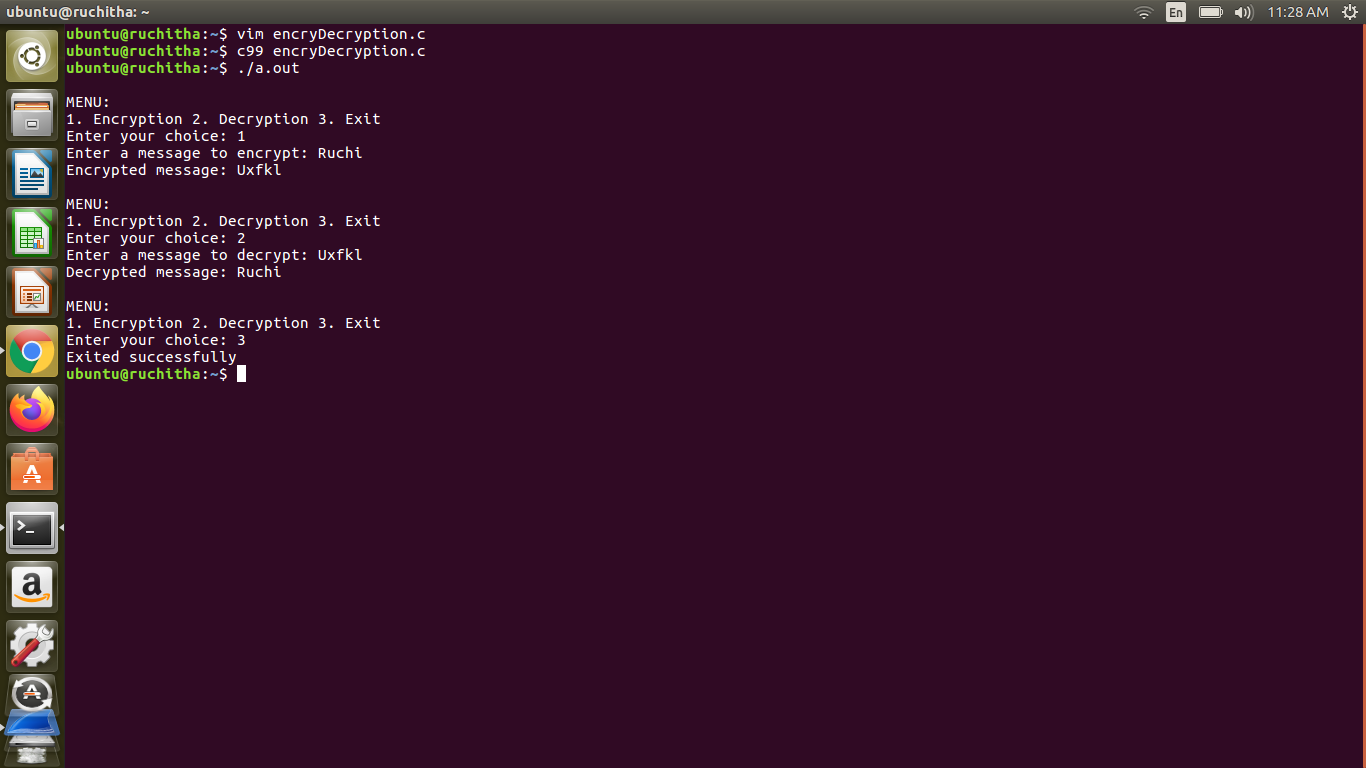 ubuntu@ruchitha: ~
En
11:28 AM
ubuntu@ruchitha:~$ vim encryDecryption.c
ubuntu@ruchitha:~$ c99 encryDecryption.c
ubuntu@ruchitha:~$ ./a.out
MENU:
1. Encryption 2. Decryption 3. Exit
Enter your choice: 1
Enter a message to encrypt: Ruchi
Encrypted message: Uxfkl
MENU:
1. Encryption 2. Decryption 3. Exit
Enter your choice: 2
Enter a message to decrypt: Uxfkl
Decrypted message: Ruchi
MENU:
1. Encryption 2. Decryption 3. Exit
Enter your choice: 3
Exited successfully
ubuntu@ruchitha:~$